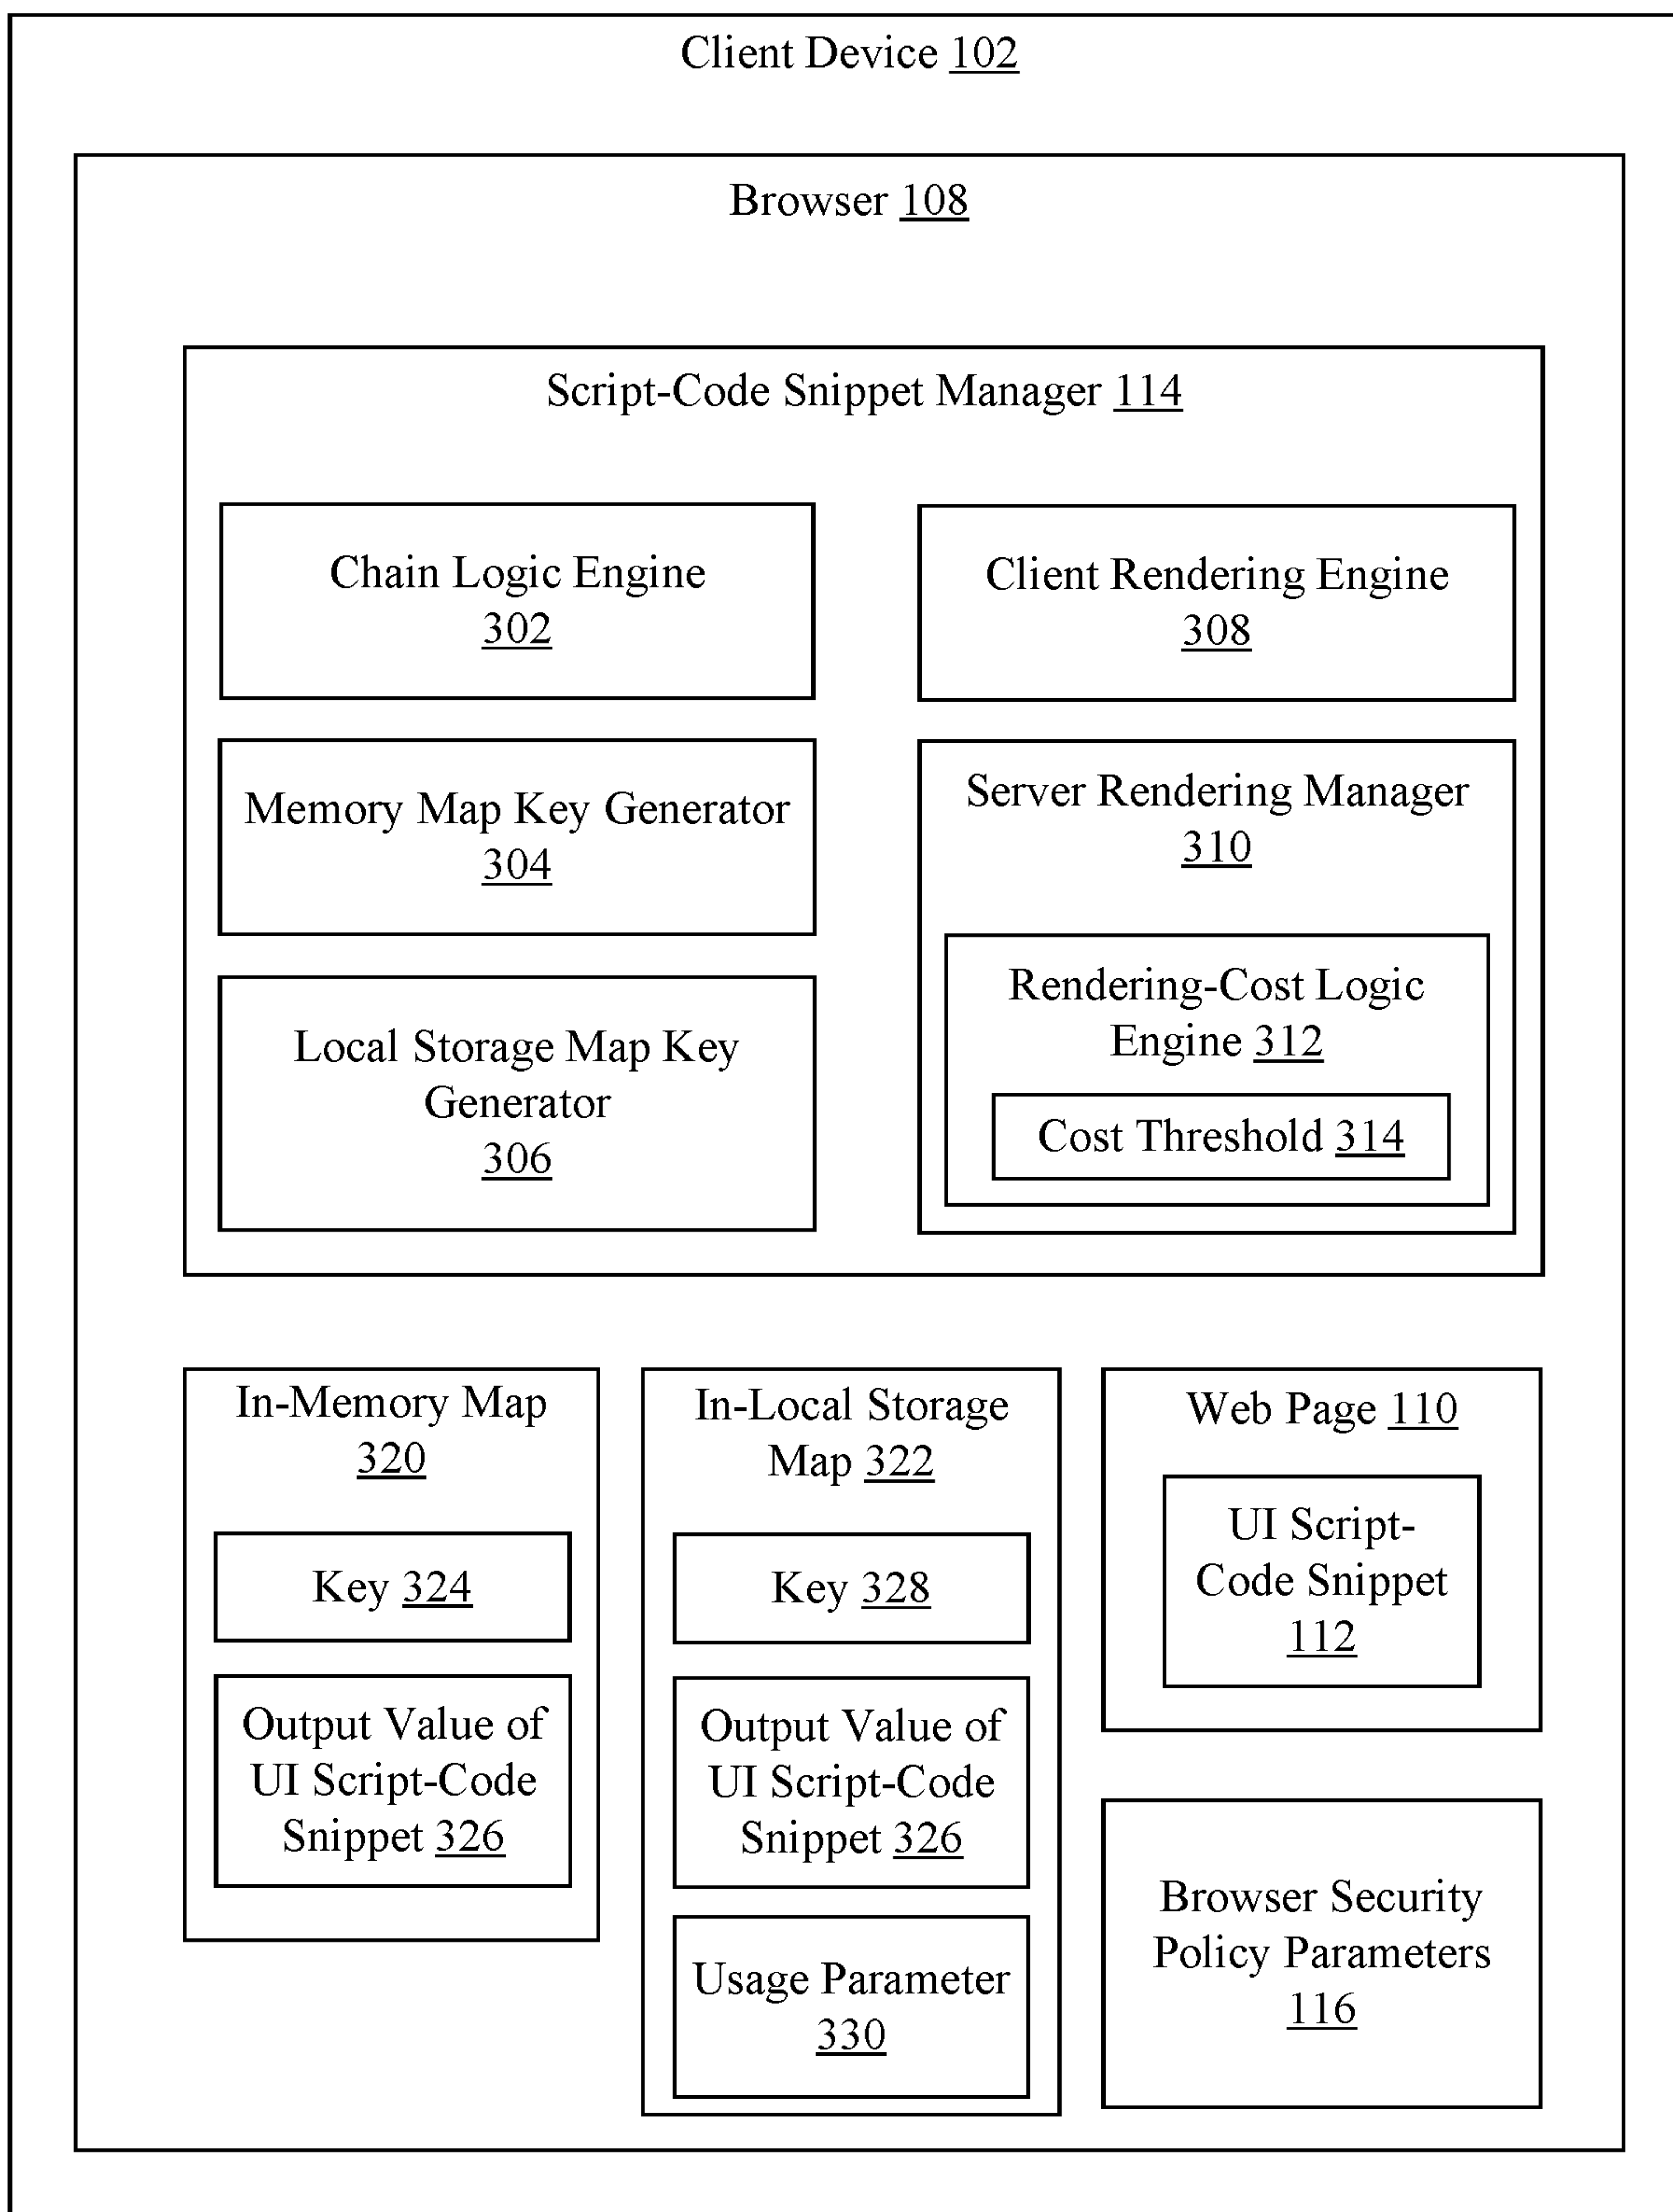 Client Device 102
Browser 108
Script-Code Snippet Manager 114
Chain Logic Engine
302
Client Rendering Engine
308
Memory Map Key Generator
304
Server Rendering Manager
310
Rendering-Cost Logic
Engine 312
Cost Threshold 314
Local Storage Map Key
Generator
306
In-Memory Map
320
Key 324
Output Value of
UI Script-Code
Snippet 326
In-Local Storage
Map 322
Key 328
Output Value of
UI Script-Code
Snippet 326
Usage Parameter
330
Web Page 110
UI Script-
Code Snippet
112
Browser Security
Policy Parameters
116